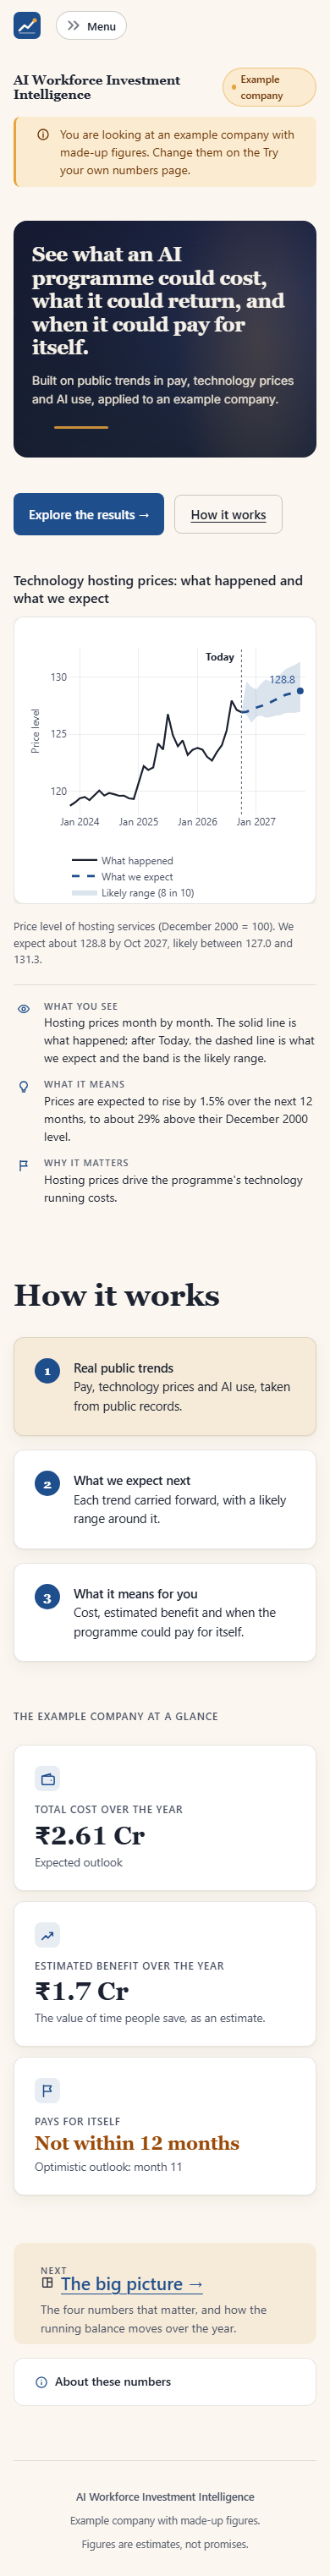 Menu
AI Workforce Investment
Intelligence
Example
company
You are looking at an example company with
made-up figures. Change them on the Try
your own numbers page.
See what an AI
programme could cost,
what it could return, and
when it could pay for
itself.
Built on public trends in pay, technology prices
and AI use, applied to an example company.
Explore the results →
How it works
Technology hosting prices: what happened and
what we expect
Today
128.8
130
125
120
Price level
Jan 2024
Jan 2025
Jan 2026
Jan 2027
What happened
What we expect
Likely range (8 in 10)
Price level of hosting services (December 2000 = 100). We
expect about 128.8 by Oct 2027, likely between 127.0 and
131.3.
WHAT YOU SEE
Hosting prices month by month. The solid line is
what happened; after Today, the dashed line is what
we expect and the band is the likely range.
WHAT IT MEANS
Prices are expected to rise by 1.5% over the next 12
months, to about 29% above their December 2000
level.
WHY IT MATTERS
Hosting prices drive the programme's technology
running costs.
How it works
1
Real public trends
Pay, technology prices and AI use, taken
from public records.
2
What we expect next
Each trend carried forward, with a likely
range around it.
3
What it means for you
Cost, estimated benefit and when the
programme could pay for itself.
THE EXAMPLE COMPANY AT A GLANCE
TOTAL COST OVER THE YEAR
₹2.61 Cr
Expected outlook
ESTIMATED BENEFIT OVER THE YEAR
₹1.7 Cr
The value of time people save, as an estimate.
PAYS FOR ITSELF
Not within 12 months
Optimistic outlook: month 11
NEXT
The big picture →
The four numbers that matter, and how the
running balance moves over the year.
About these numbers
AI Workforce Investment Intelligence
Example company with made-up figures.
Figures are estimates, not promises.